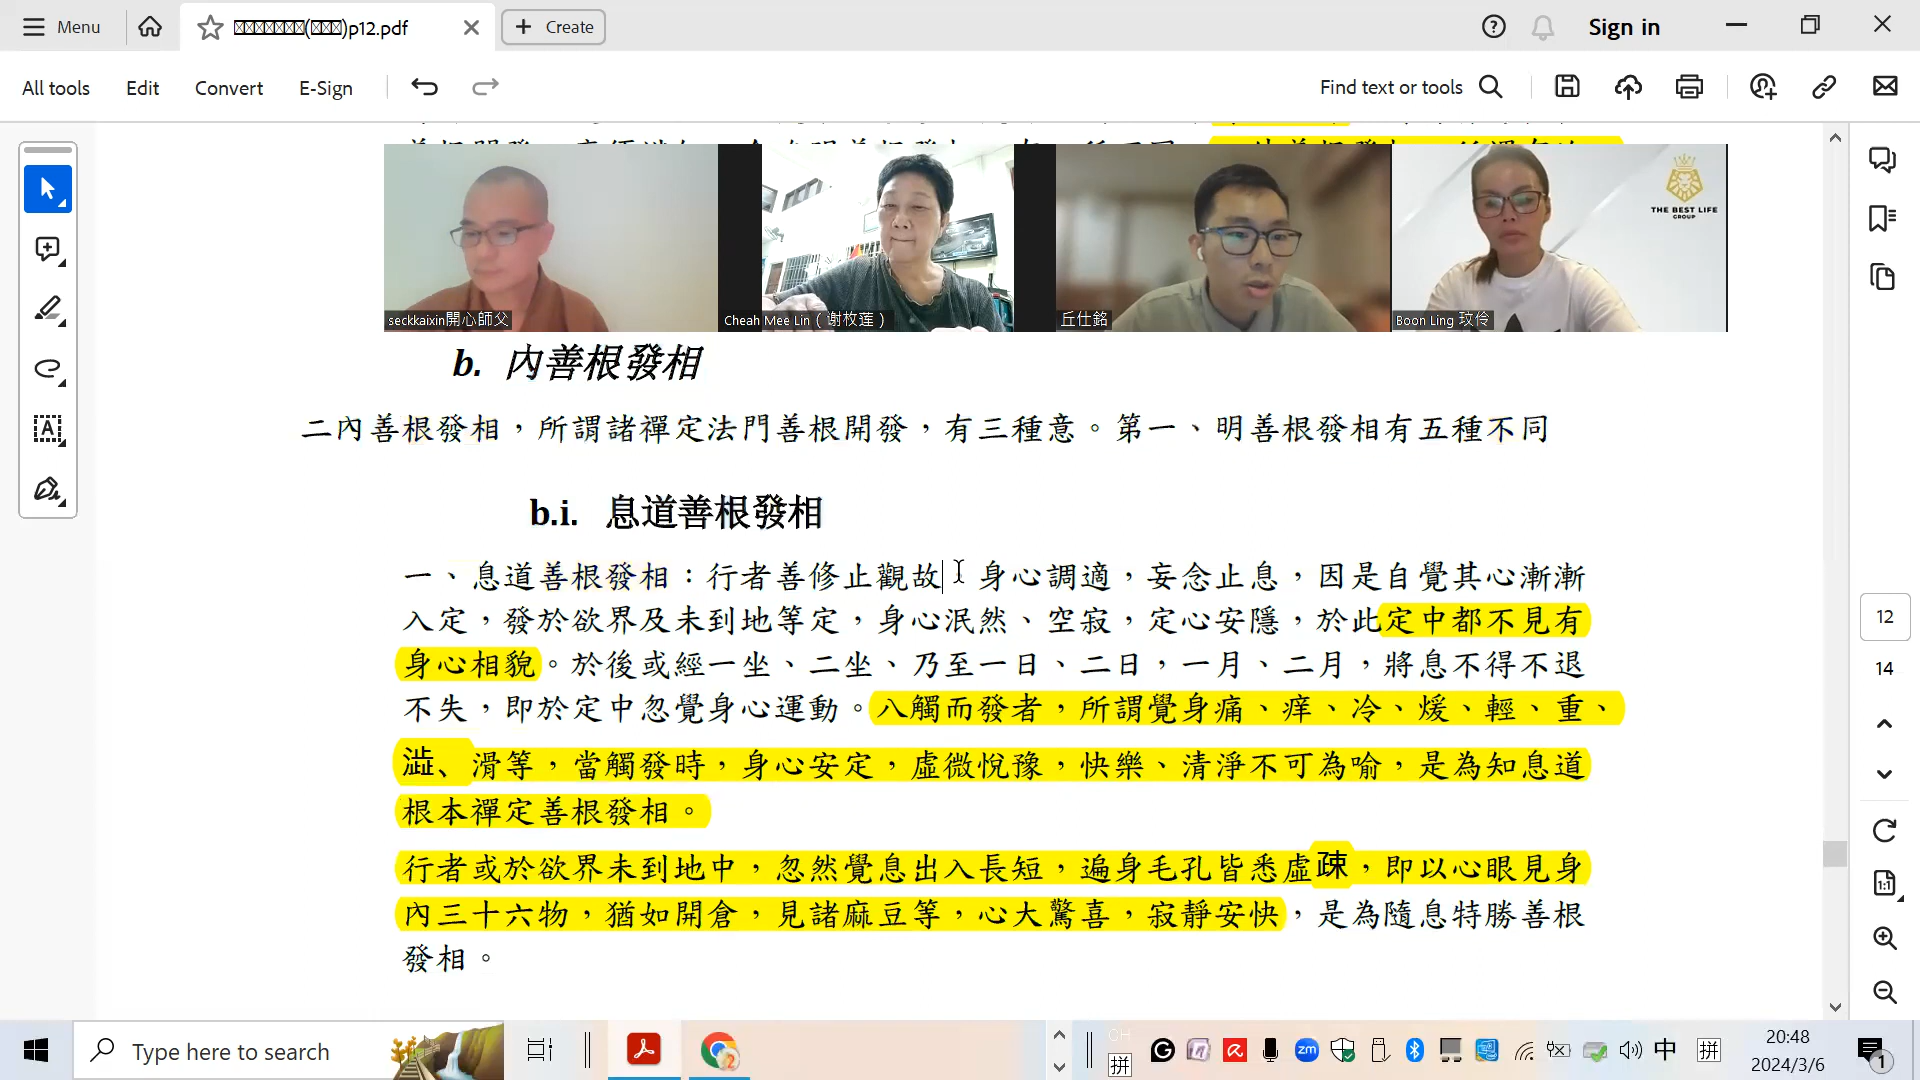 Menu
)p12.pdf
Create
Sign in
All tools
Edit
Convert
E-Sign
Find text or tools
seckkaixin開心師父
Cheah Mee Lin（谢枚莲）
丘仕銘
Boon Ling 玟伶
THE BEST LIFE
GROUP
b. 內善根發相
二內善根發相，所謂諸禪定法門善根開發，有三種意。第一、明善根發相有五種不同
b.i. 息道善根發相
一、息道善根發相：行者善修止觀故 身心調適，妄念止息，因是自覺其心漸漸
入定，發於欲界及未到地等定，身心泯然、空寂，定心安隱，於此定中都不見有
身心相貌。於後或經一坐、二坐、乃至一日、二日，一月、二月，將息不得不退
不失，即於定中忽覺身心運動。八觸而發者，所謂覺身痛、痒、冷、煖、輕、重、
澁、滑等，當觸發時，身心安定，虛微悅豫，快樂、清淨不可為喻，是為知息道
根本禪定善根發相。
行者或於欲界未到地中，忽然覺息出入長短，遍身毛孔皆悉虛疎，即以心眼見身
內三十六物，猶如開倉，見諸麻豆等，心大驚喜，寂靜安快，是為隨息特勝善根
發相。
12
14
1:1
Type here to search
CH
拼
zm
中
拼
20:48
2024/3/6
1